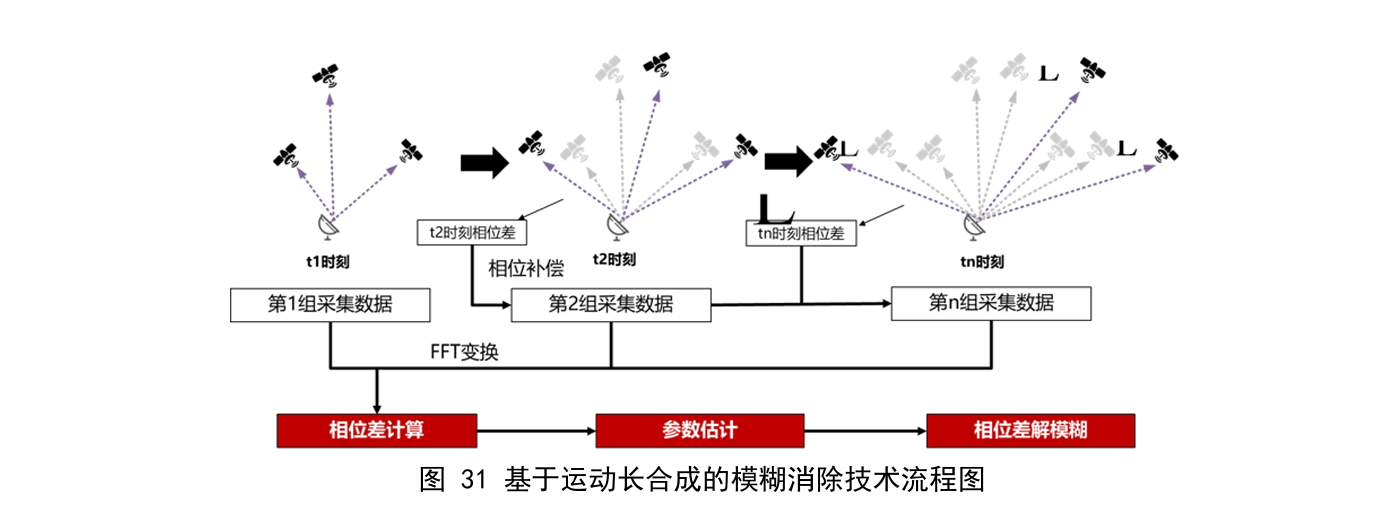 L
L
L
L
t2时刻相位差
tn时刻相位差
t1时刻
t2时刻
tn时刻
相位补偿
第1组采集数据
第2组采集数据
第n组采集数据
FFT变换
相位差计算
参数估计
相位差解模糊
图 31 基于运动长合成的模糊消除技术流程图